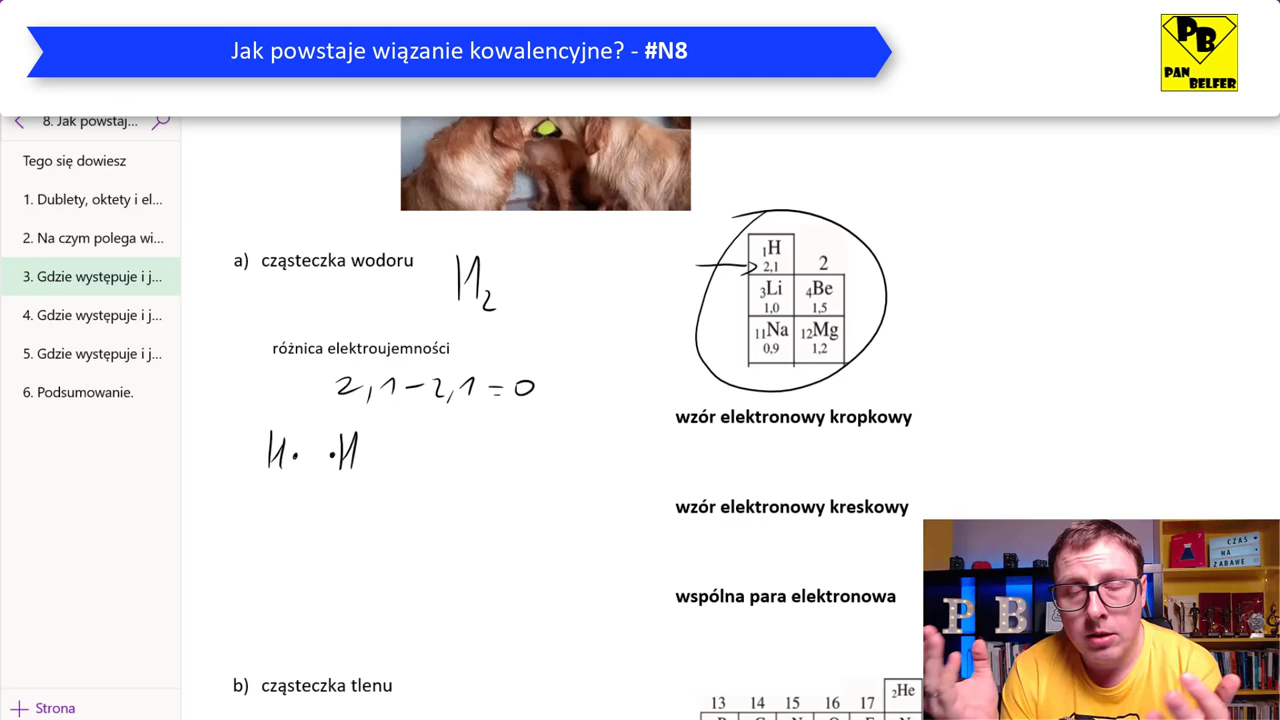 Jak powstaje wiązanie kowalencyjne? - #N8
PB
PAN
BELFER
8. Jak powstaj...
Tego się dowiesz
1. Dublety, oktety i el...
2. Na czym polega wi...
3. Gdzie występuje i j...
4. Gdzie występuje i j...
5. Gdzie występuje i j...
6. Podsumowanie.
Strona
a) cząsteczka wodoru H₂
różnica elektroujemności
2,1 - 2,1 = 0
H· ·H
₁H
2,1 2
₃Li ₄Be
1,0 1,5
₁₁Na ₁₂Mg
0,9 1,2
wzór elektronowy kropkowy
wzór elektronowy kreskowy
wspólna para elektronowa
b) cząsteczka tlenu
13 14 15 16 17 ₂He
CZAS
NA
ZABAWE
P B